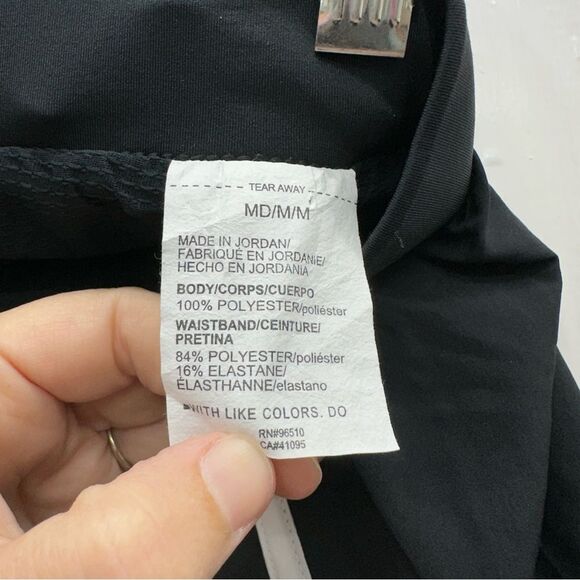 TEAR AWAY
MD/M/M
MADE IN JORDAN/
FABRIQUÉ EN JORDANIE/
HECHO EN JORDANIA
BODY/CORPS/CUERPO
100% POLYESTER/poliéster
WAISTBAND/CEINTURE/
PRETINA
84% POLYESTER/poliéster
16% ELASTANE/
ÉLASTHANNE/elastano
WITH LIKE COLORS. DO
RN#96510
CA#41095